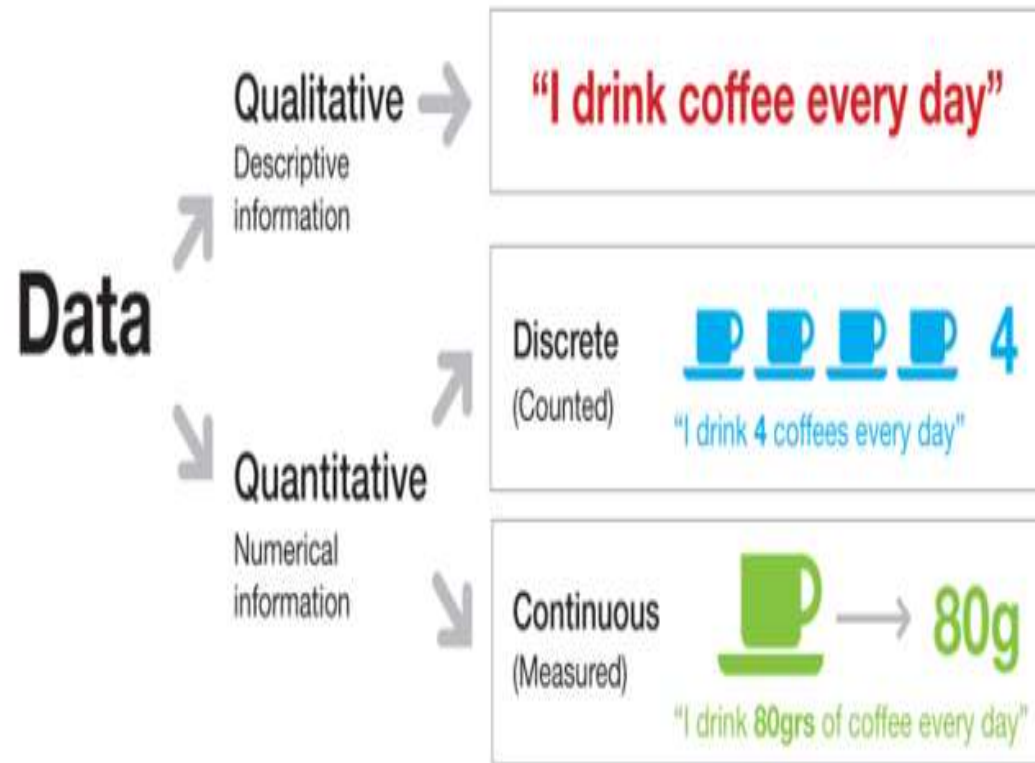 Data
Qualitative
Descriptive
information
“I drink coffee every day”
Quantitative
Numerical
information
Discrete
(Counted)
4
“I drink 4 coffees every day”
Continuous
(Measured)
80g
“I drink 80grs of coffee every day”